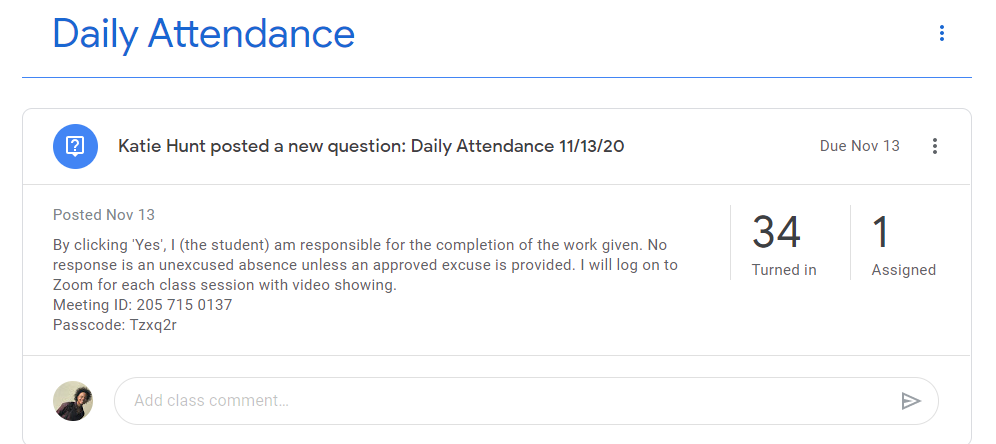 Daily Attendance
Katie Hunt posted a new question: Daily Attendance 11/13/20
Due Nov 13
Posted Nov 13
By clicking 'Yes', I (the student) am responsible for the completion of the work given. No
response is an unexcused absence unless an approved excuse is provided. I will log on to
Zoom for each class session with video showing.
Meeting ID: 205 715 0137
Passcode: Tzxq2r
34
Turned in
1
Assigned
Add class comment...